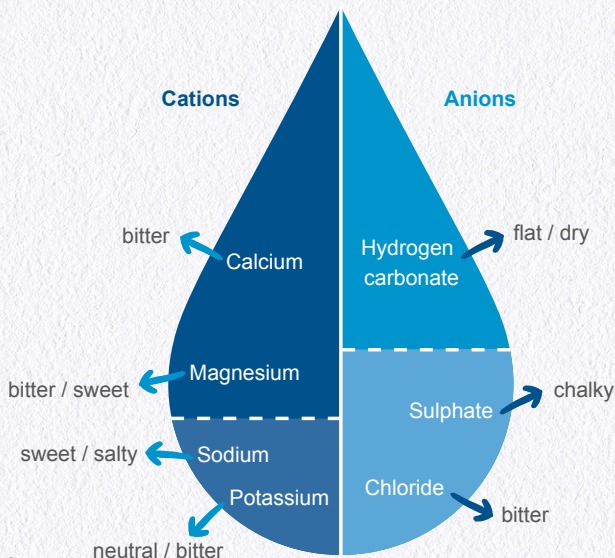 Cations
Anions
bitter
Calcium
Hydrogen
carbonate
flat / dry
bitter / sweet
Magnesium
Sulphate
chalky
sweet / salty
Sodium
Potassium
Chloride
bitter
neutral / bitter